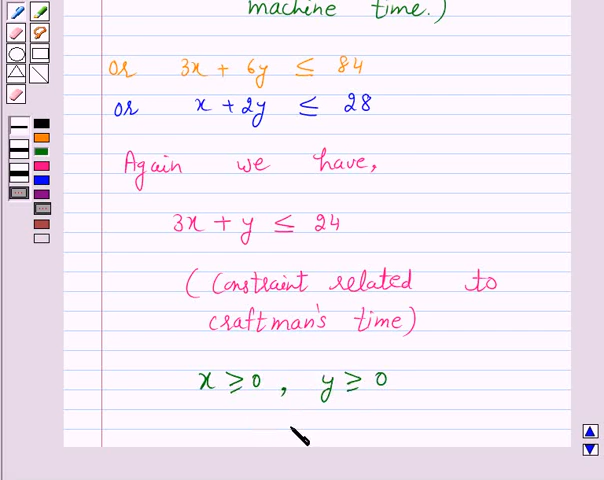 machine time.)
or 3x + 6y ≤ 84
or x + 2y ≤ 28
Again we have,
3x + y ≤ 24
( Constraint related to
craftman's time)
x ≥ 0 , y ≥ 0